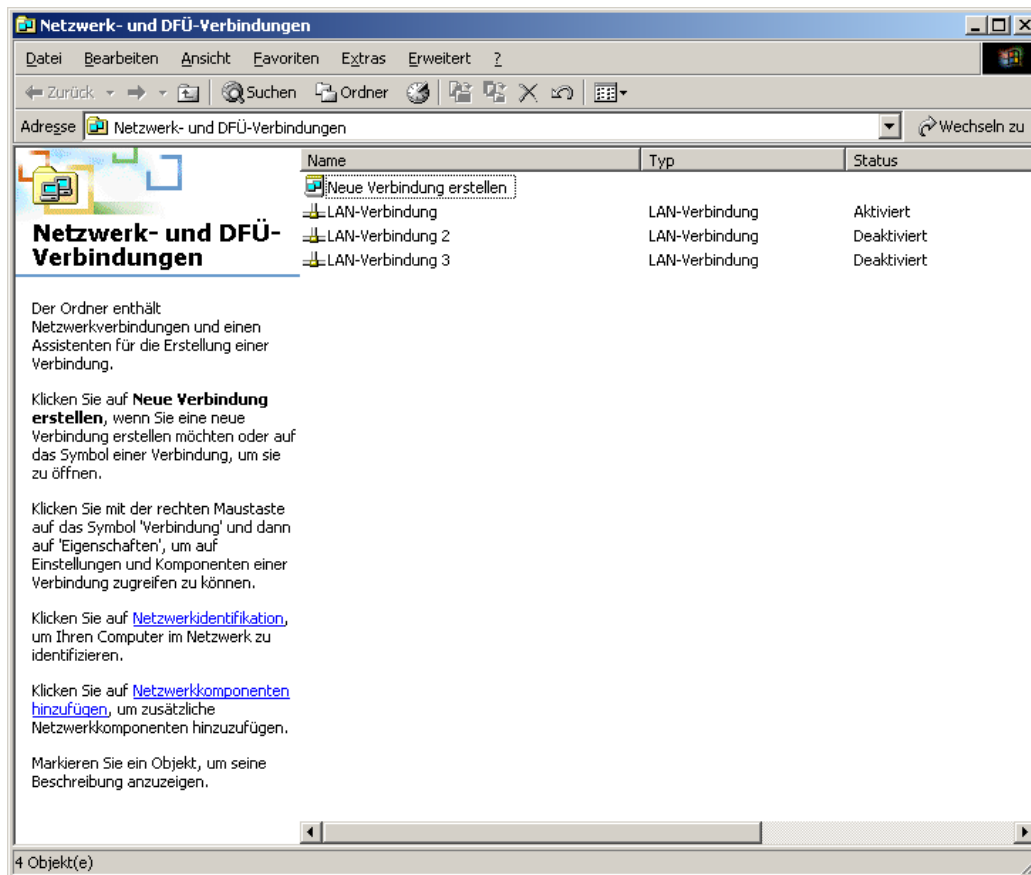 Netzwerk- und DFÜ-Verbindungen
Datei Bearbeiten Ansicht Favoriten Extras Erweitert ?
Zurück Suchen Ordner
Adresse Netzwerk- und DFÜ-Verbindungen Wechseln zu
Name Typ Status
Neue Verbindung erstellen
LAN-Verbindung LAN-Verbindung Aktiviert
LAN-Verbindung 2 LAN-Verbindung Deaktiviert
LAN-Verbindung 3 LAN-Verbindung Deaktiviert
Netzwerk- und DFÜ-
Verbindungen
Der Ordner enthält
Netzwerkverbindungen und einen
Assistenten für die Erstellung einer
Verbindung.
Klicken Sie auf Neue Verbindung
erstellen, wenn Sie eine neue
Verbindung erstellen möchten oder auf
das Symbol einer Verbindung, um sie
zu öffnen.
Klicken Sie mit der rechten Maustaste
auf das Symbol 'Verbindung' und dann
auf 'Eigenschaften', um auf
Einstellungen und Komponenten einer
Verbindung zugreifen zu können.
Klicken Sie auf Netzwerkidentifikation,
um Ihren Computer im Netzwerk zu
identifizieren.
Klicken Sie auf Netzwerkkomponenten
hinzufügen, um zusätzliche
Netzwerkkomponenten hinzuzufügen.
Markieren Sie ein Objekt, um seine
Beschreibung anzuzeigen.
4 Objekt(e)